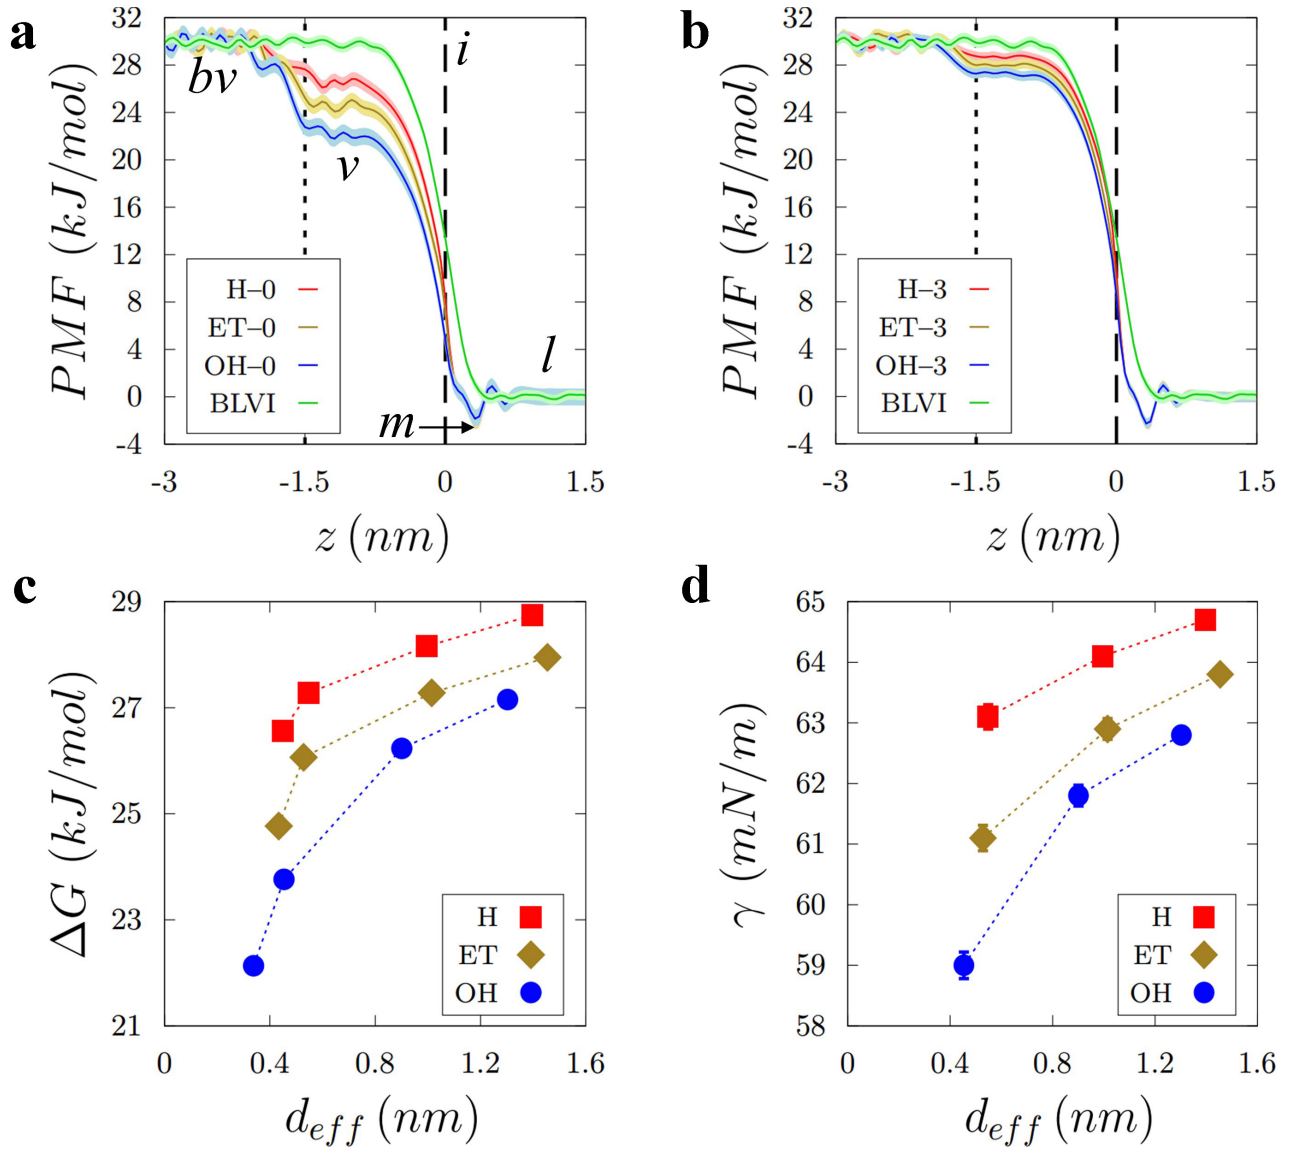 a
32
28
24
20
16
12
8
4
0
-4
PMF (kJ/mol)
bv
i
v
l
m
H–0
ET–0
OH–0
BLVI
-3 -1.5 0 1.5
z (nm)
b
32
28
24
20
16
12
8
4
0
-4
PMF (kJ/mol)
H–3
ET–3
OH–3
BLVI
-3 -1.5 0 1.5
z (nm)
c
29
27
25
23
21
ΔG (kJ/mol)
H
ET
OH
0 0.4 0.8 1.2 1.6
deff (nm)
d
65
64
63
62
61
60
59
58
γ (mN/m)
H
ET
OH
0 0.4 0.8 1.2 1.6
deff (nm)